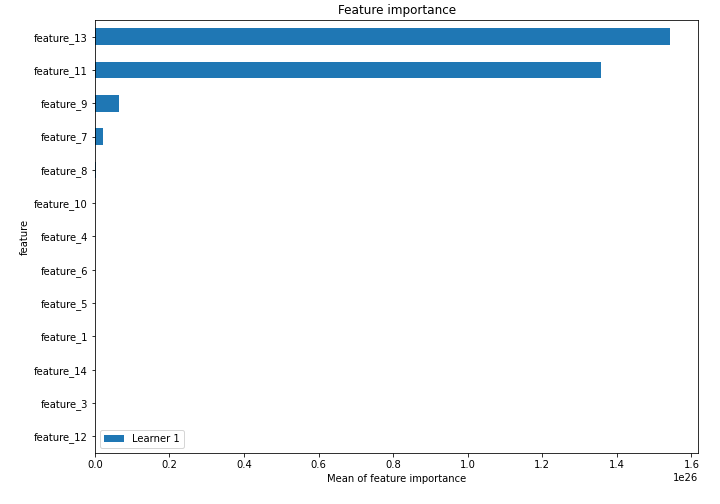 Feature importance
feature_13
feature_11
feature_9
feature_7
feature_8
feature_10
feature_4
feature_6
feature_5
feature_1
feature_14
feature_3
feature_12
feature
Learner 1
0.0 0.2 0.4 0.6 0.8 1.0 1.2 1.4 1.6
1e26
Mean of feature importance